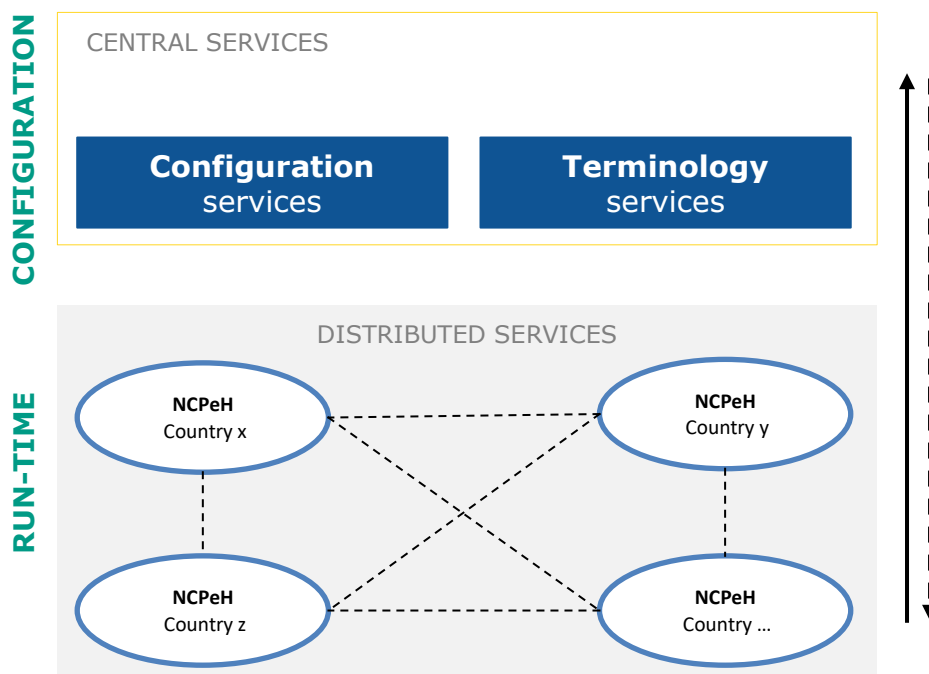 CONFIGURATION
CENTRAL SERVICES
Configuration
services
Terminology
services
RUN-TIME
DISTRIBUTED SERVICES
NCPeH
Country x
NCPeH
Country y
NCPeH
Country z
NCPeH
Country ...